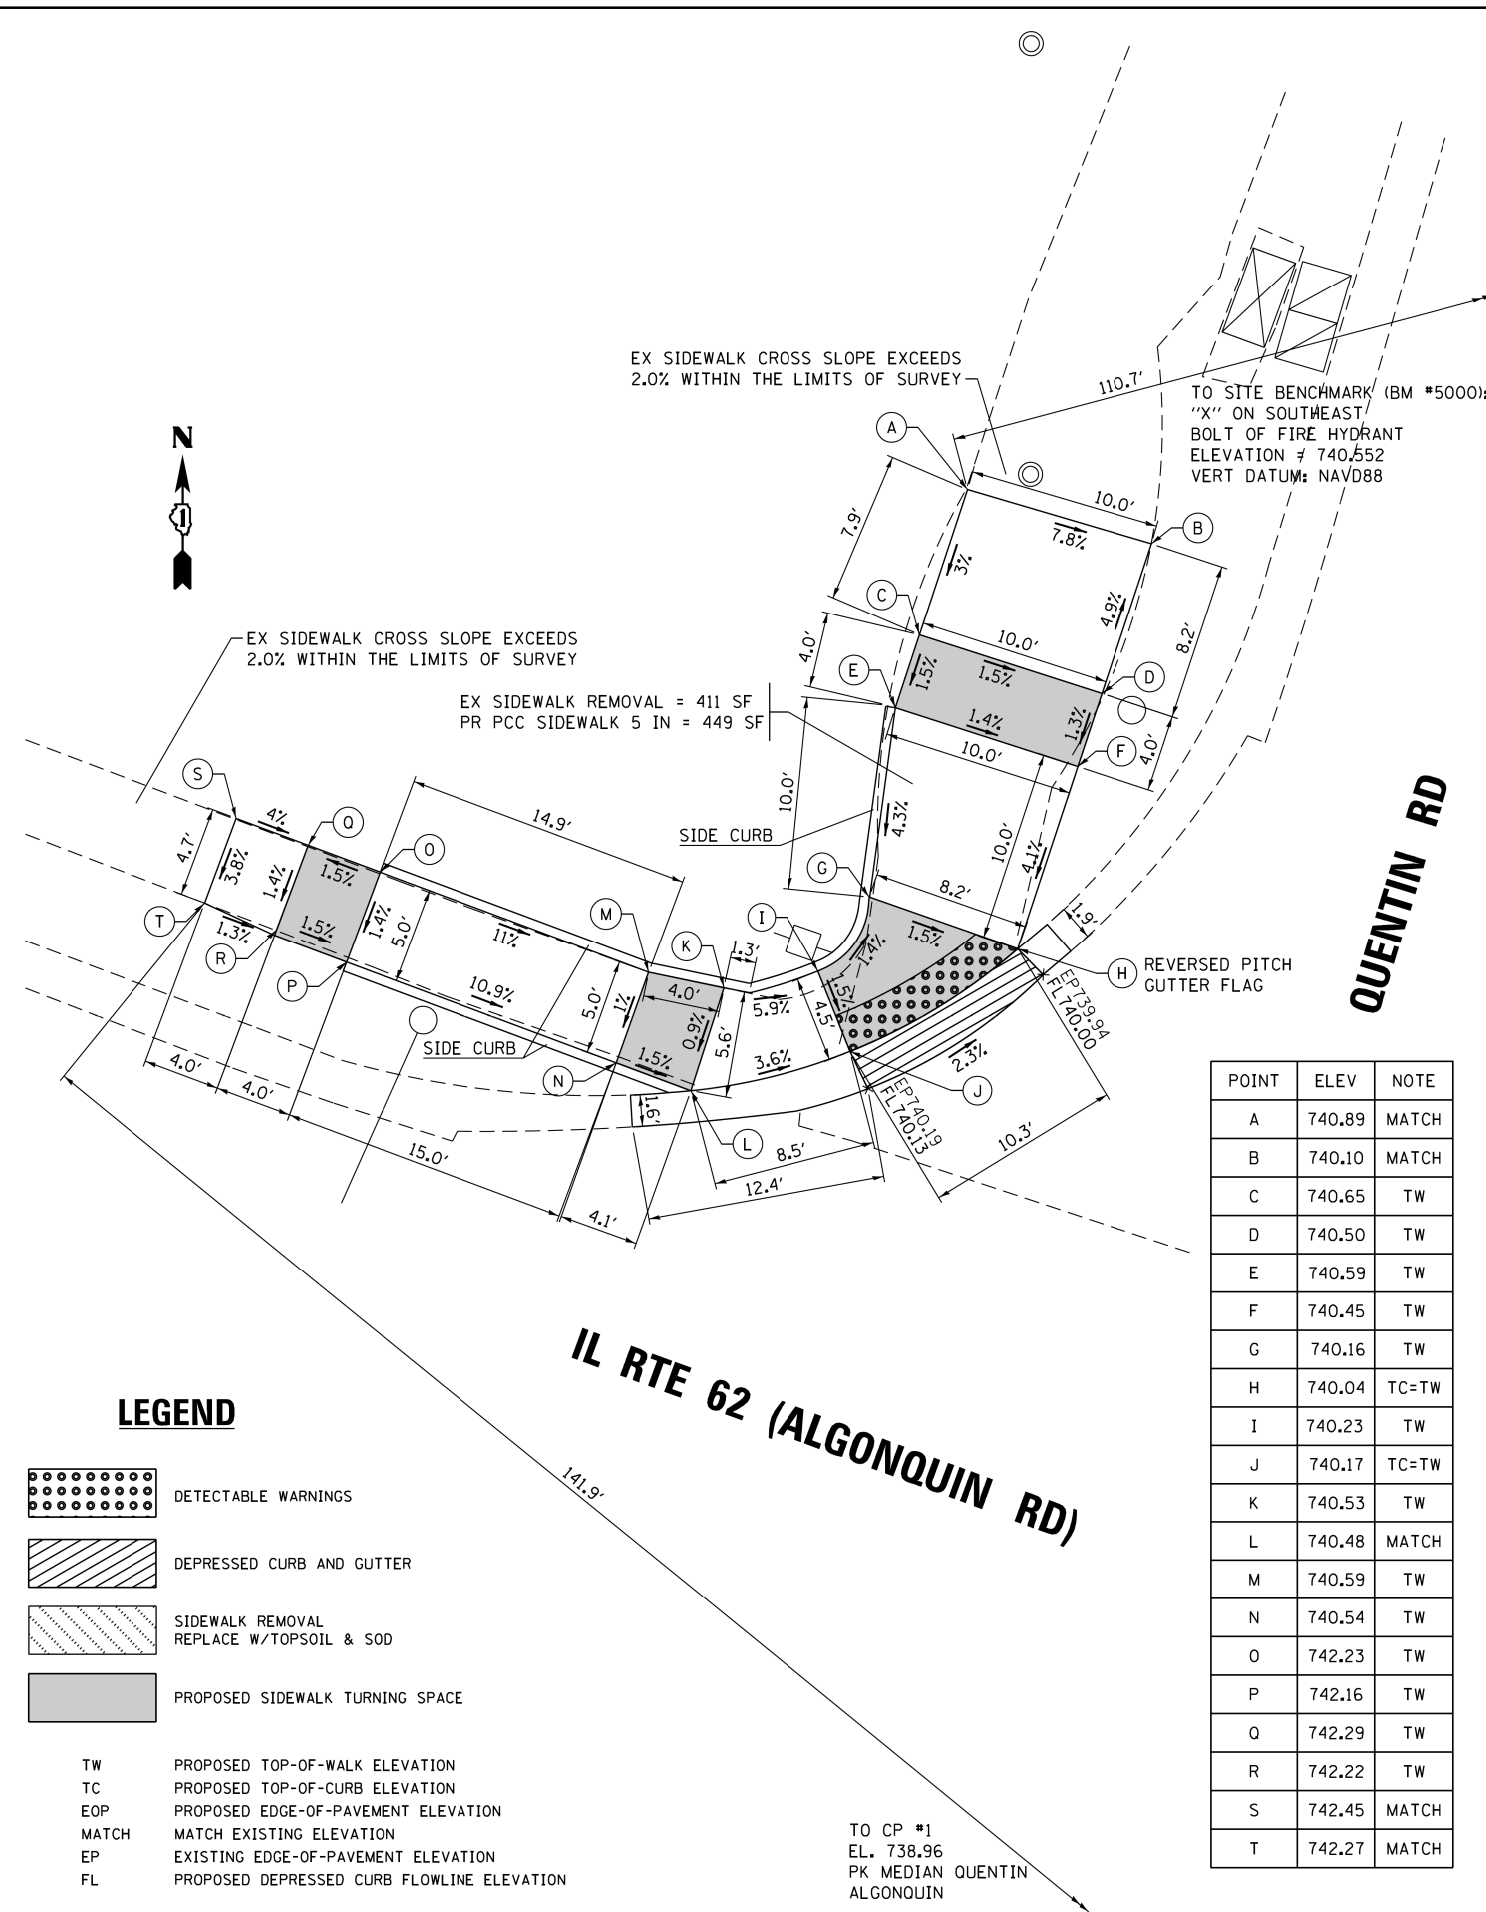 EX SIDEWALK CROSS SLOPE EXCEEDS
2.0% WITHIN THE LIMITS OF SURVEY
110.7'
TO SITE BENCHMARK (BM #5000):
"X" ON SOUTHEAST
BOLT OF FIRE HYDRANT
ELEVATION = 740.552
VERT DATUM: NAVD88
N
1
A
10.0'
B
7.8%
7.9'
3%
C
4.9%
8.2'
10.0'
4.0'
E
D
1.5%
1.5%
1.4%
1.3%
F
4.0'
10.0'
EX SIDEWALK CROSS SLOPE EXCEEDS
2.0% WITHIN THE LIMITS OF SURVEY
EX SIDEWALK REMOVAL = 411 SF
PR PCC SIDEWALK 5 IN = 449 SF
10.0'
4.3%
10.0'
4.1%
SIDE CURB
G
8.2'
S
4%
Q
O
14.9'
4.7'
3.8%
1.4%
1.5%
1.4%
5.0'
T
1.3%
1.5%
R
P
11%
10.9%
M
K
I
1.3'
1.4%
1.5%
1.9'
H
REVERSED PITCH
GUTTER FLAG
EP739.94
FL740.00
QUENTIN RD
5.0'
1%
4.0'
0.9%
5.6'
5.9%
4.5'
1.5%
3.6%
2.3%
SIDE CURB
1.5%
N
1.6'
L
J
EP740.19
FL740.13
4.0'
4.0'
15.0'
4.1'
8.5'
12.4'
10.3'
IL RTE 62 (ALGONQUIN RD)
141.9'
POINT ELEV NOTE
A 740.89 MATCH
B 740.10 MATCH
C 740.65 TW
D 740.50 TW
E 740.59 TW
F 740.45 TW
G 740.16 TW
H 740.04 TC=TW
I 740.23 TW
J 740.17 TC=TW
K 740.53 TW
L 740.48 MATCH
M 740.59 TW
N 740.54 TW
O 742.23 TW
P 742.16 TW
Q 742.29 TW
R 742.22 TW
S 742.45 MATCH
T 742.27 MATCH
LEGEND
DETECTABLE WARNINGS
DEPRESSED CURB AND GUTTER
SIDEWALK REMOVAL
REPLACE W/TOPSOIL & SOD
PROPOSED SIDEWALK TURNING SPACE
TW PROPOSED TOP-OF-WALK ELEVATION
TC PROPOSED TOP-OF-CURB ELEVATION
EOP PROPOSED EDGE-OF-PAVEMENT ELEVATION
MATCH MATCH EXISTING ELEVATION
EP EXISTING EDGE-OF-PAVEMENT ELEVATION
FL PROPOSED DEPRESSED CURB FLOWLINE ELEVATION
TO CP #1
EL. 738.96
PK MEDIAN QUENTIN
ALGONQUIN